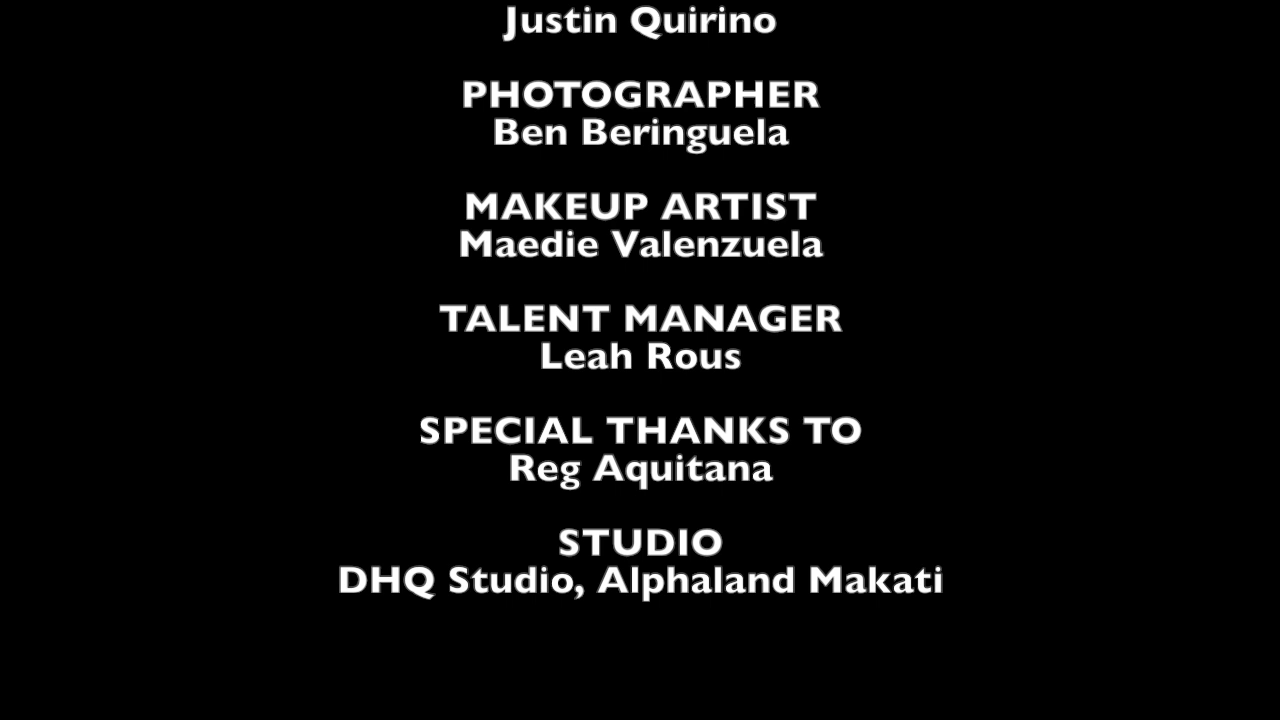 Justin Quirino
PHOTOGRAPHER
Ben Beringuela
MAKEUP ARTIST
Maedie Valenzuela
TALENT MANAGER
Leah Rous
SPECIAL THANKS TO
Reg Aquitana
STUDIO
DHQ Studio, Alphaland Makati